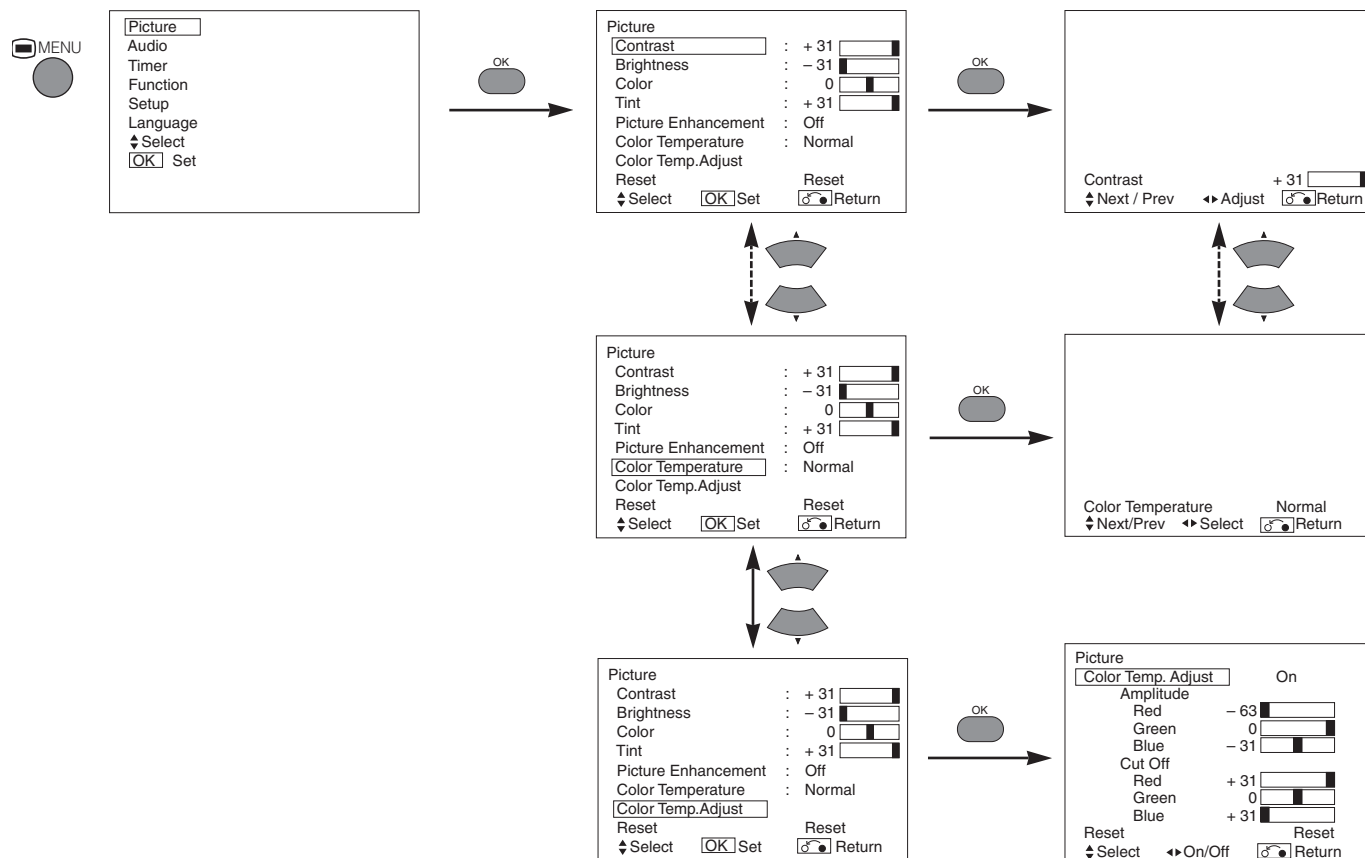 MENU
Picture
Audio
Timer
Function
Setup
Language
Select
OK Set
OK
Picture
Contrast : + 31
Brightness : – 31
Color : 0
Tint : + 31
Picture Enhancement : Off
Color Temperature : Normal
Color Temp.Adjust
Reset Reset
Select OK Set Return
OK
Contrast + 31
Next / Prev Adjust Return
Picture
Contrast : + 31
Brightness : – 31
Color : 0
Tint : + 31
Picture Enhancement : Off
Color Temperature : Normal
Color Temp.Adjust
Reset Reset
Select OK Set Return
OK
Color Temperature Normal
Next/Prev Select Return
Picture
Contrast : + 31
Brightness : – 31
Color : 0
Tint : + 31
Picture Enhancement : Off
Color Temperature : Normal
Color Temp.Adjust
Reset Reset
Select OK Set Return
OK
Picture
Color Temp. Adjust On
Amplitude
Red – 63
Green 0
Blue – 31
Cut Off
Red + 31
Green 0
Blue + 31
Reset Reset
Select On/Off Return